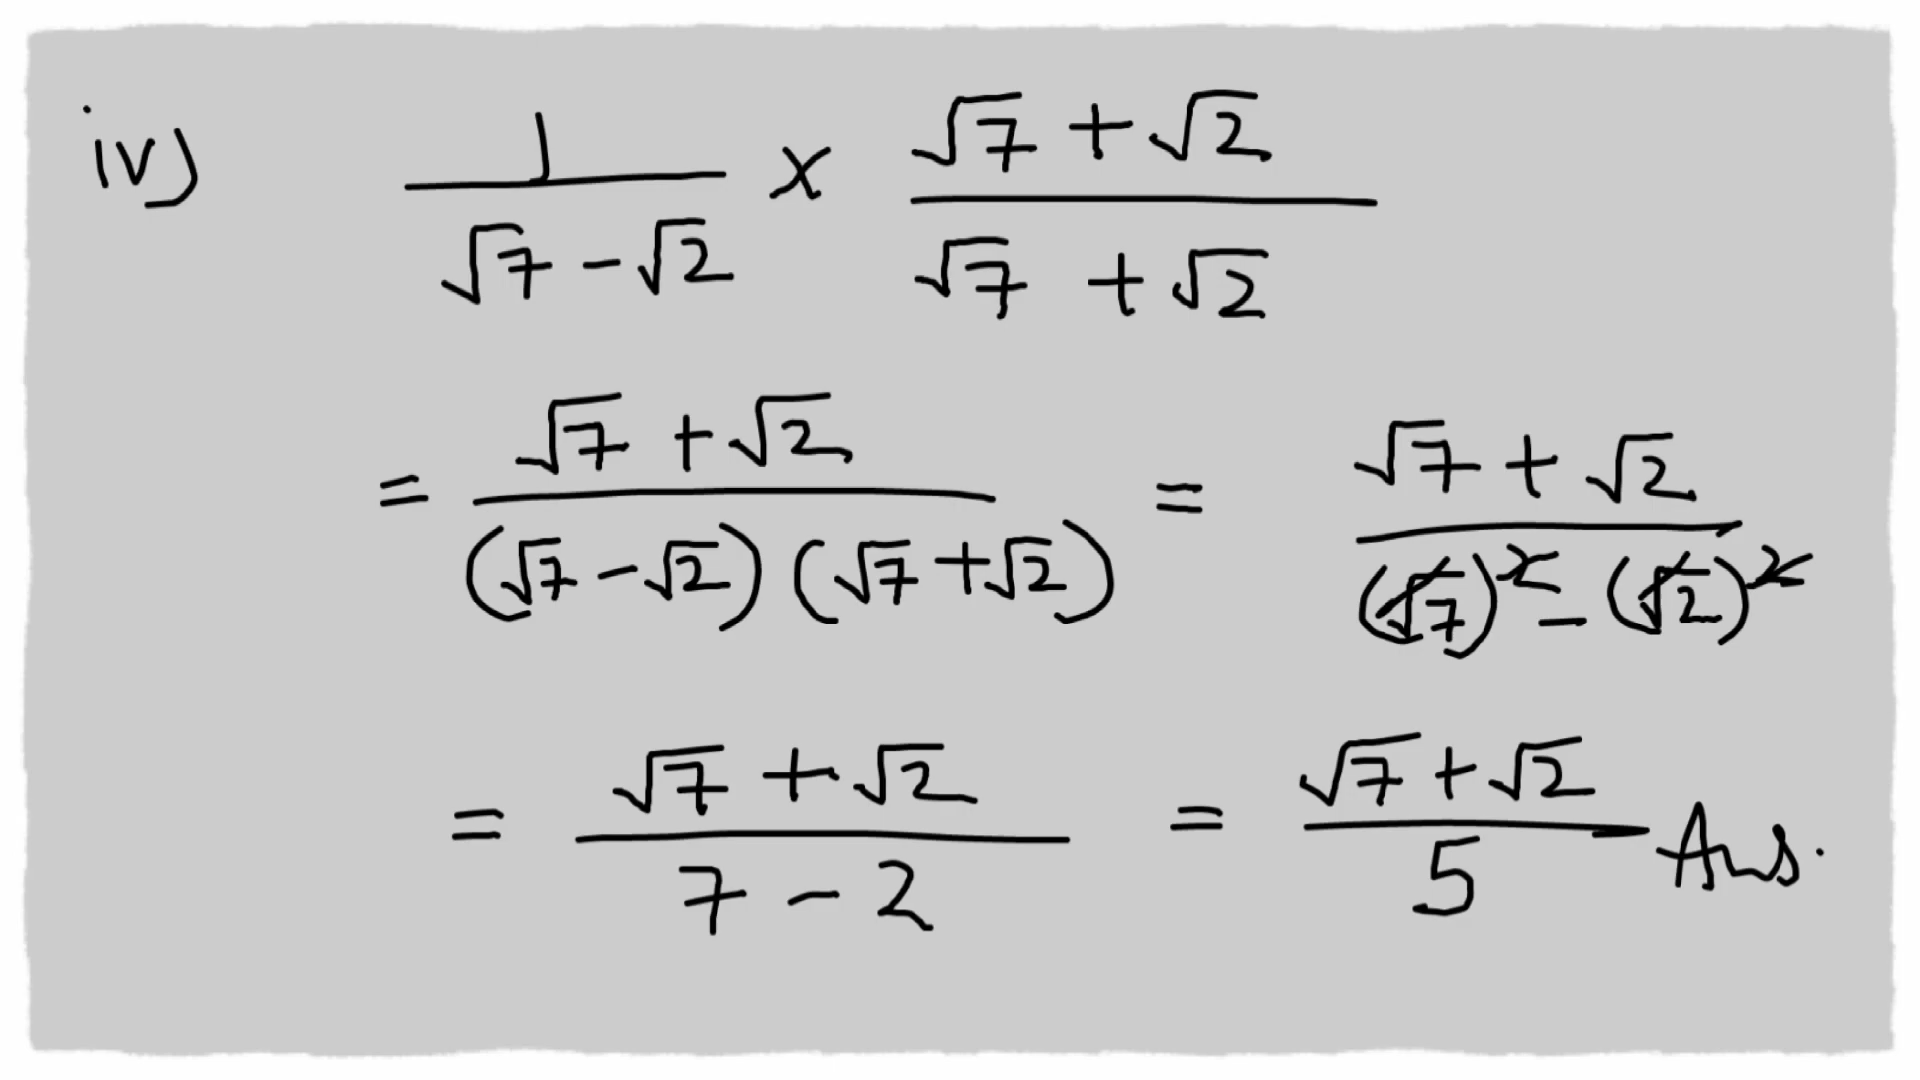 iv) 1/(√7 - √2) × (√7 + √2)/(√7 + √2)
= (√7 + √2)/((√7 - √2)(√7 + √2)) = (√7 + √2)/((√7)² - (√2)²)
= (√7 + √2)/(7 - 2) = (√7 + √2)/5 Ans.